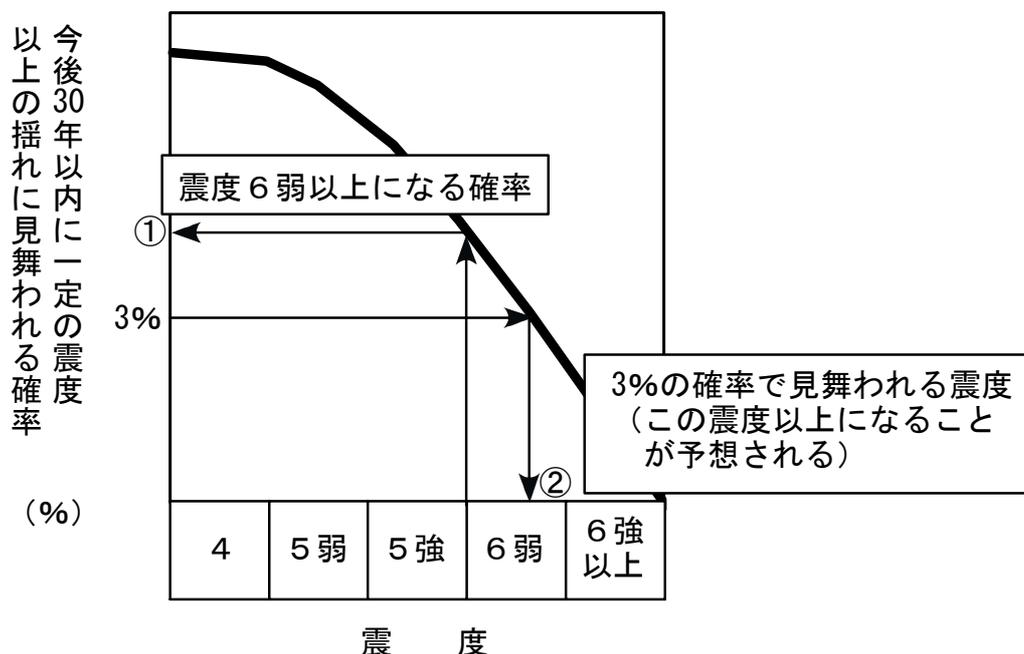 今後30年以内に一定の震度
以上の揺れに見舞われる確率
(%)
震度6弱以上になる確率
①
3%
3%の確率で見舞われる震度
(この震度以上になること
が予想される)
②
4
5弱
5強
6弱
6強
以上
震 度